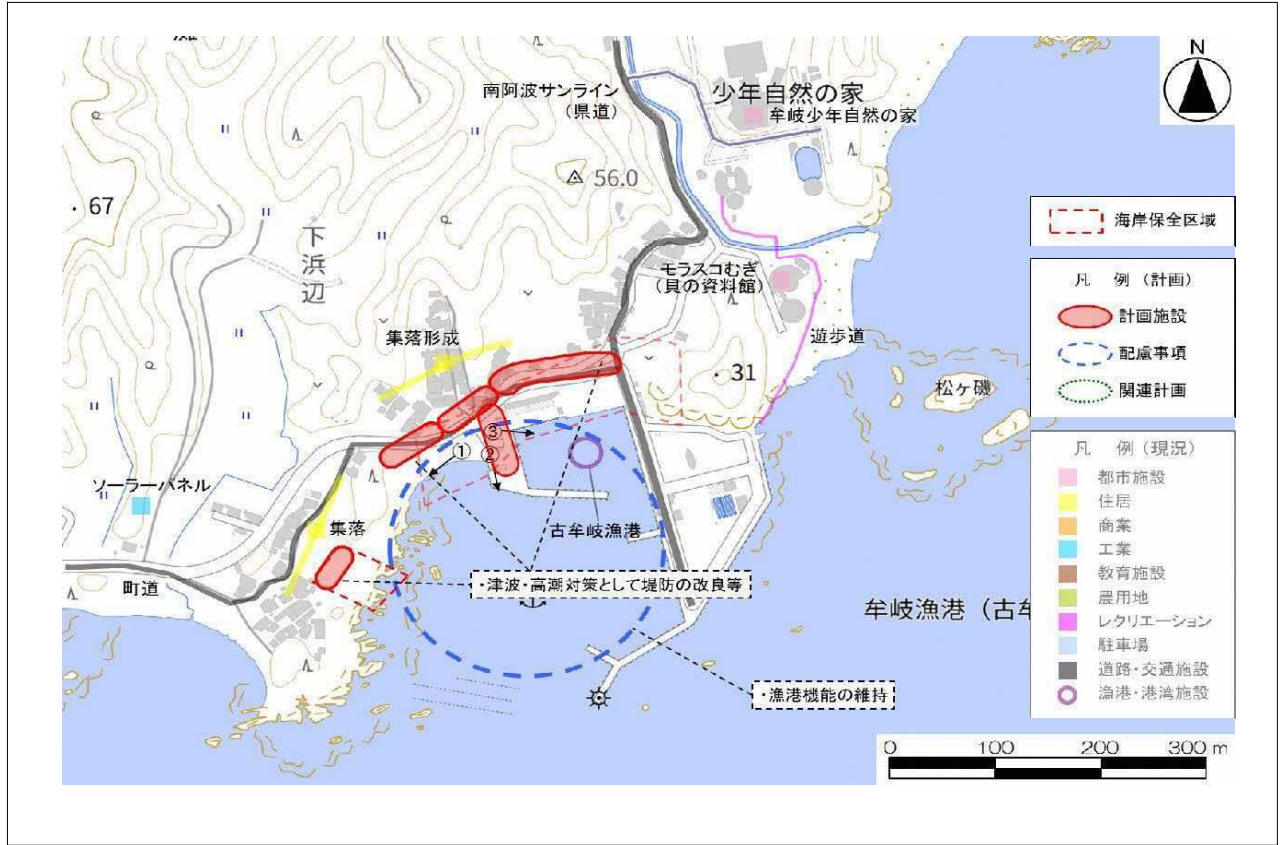 N
南阿波サンライン
(県道)
少年自然の家
牟岐少年自然の家
56.0
67
下浜辺
海岸保全区域
モラスコむぎ
(貝の資料館)
凡 例(計画)
計画施設
配慮事項
関連計画
集落形成
遊歩道
31
松ヶ磯
①
②
③
凡 例(現況)
都市施設
住居
商業
工業
教育施設
農用地
レクリエーション
駐車場
道路・交通施設
漁港・港湾施設
ソーラーパネル
集落
古牟岐漁港
町道
・津波・高潮対策として堤防の改良等
牟岐漁港(古
・漁港機能の維持
0 100 200 300 m